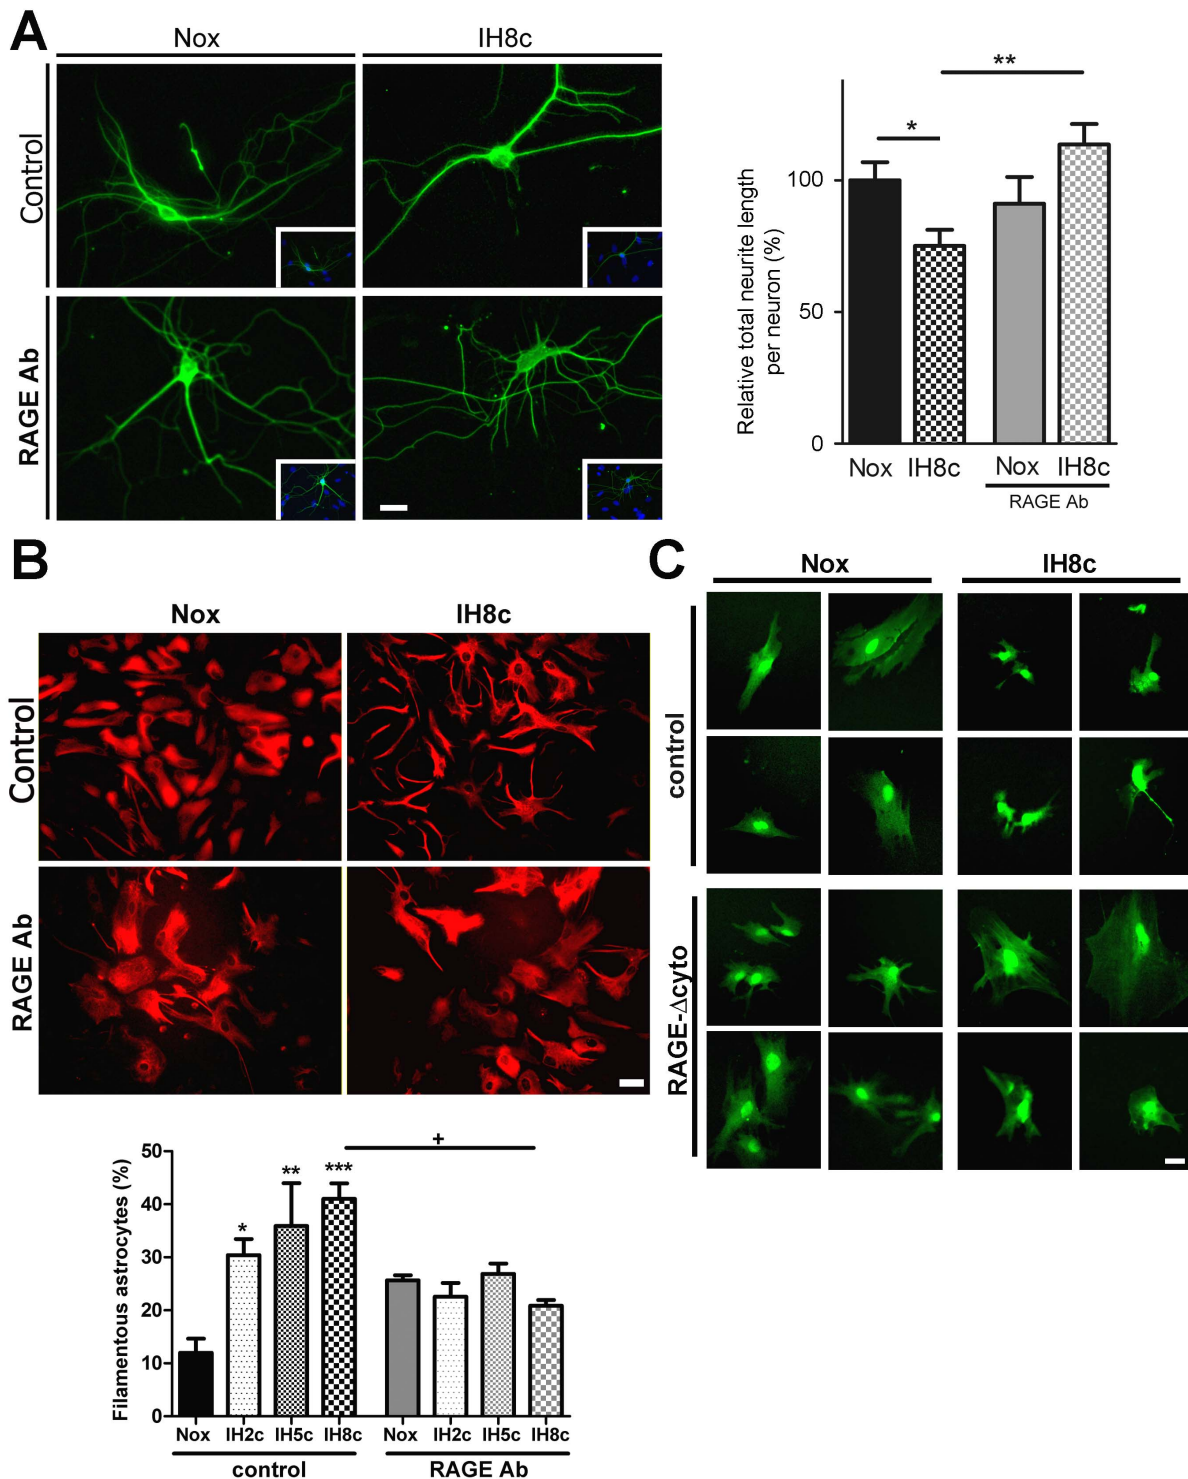 A
Nox
IH8c
Control
RAGE Ab
Relative total neurite length
per neuron (%)
**
*
100
50
0
Nox
IH8c
Nox
IH8c
RAGE Ab
B
Nox
IH8c
Control
RAGE Ab
C
Nox
IH8c
control
RAGE-Δcyto
Filamentous astrocytes (%)
+
50
40
30
20
10
0
*
**
***
Nox
IH2c
IH5c
IH8c
Nox
IH2c
IH5c
IH8c
control
RAGE Ab